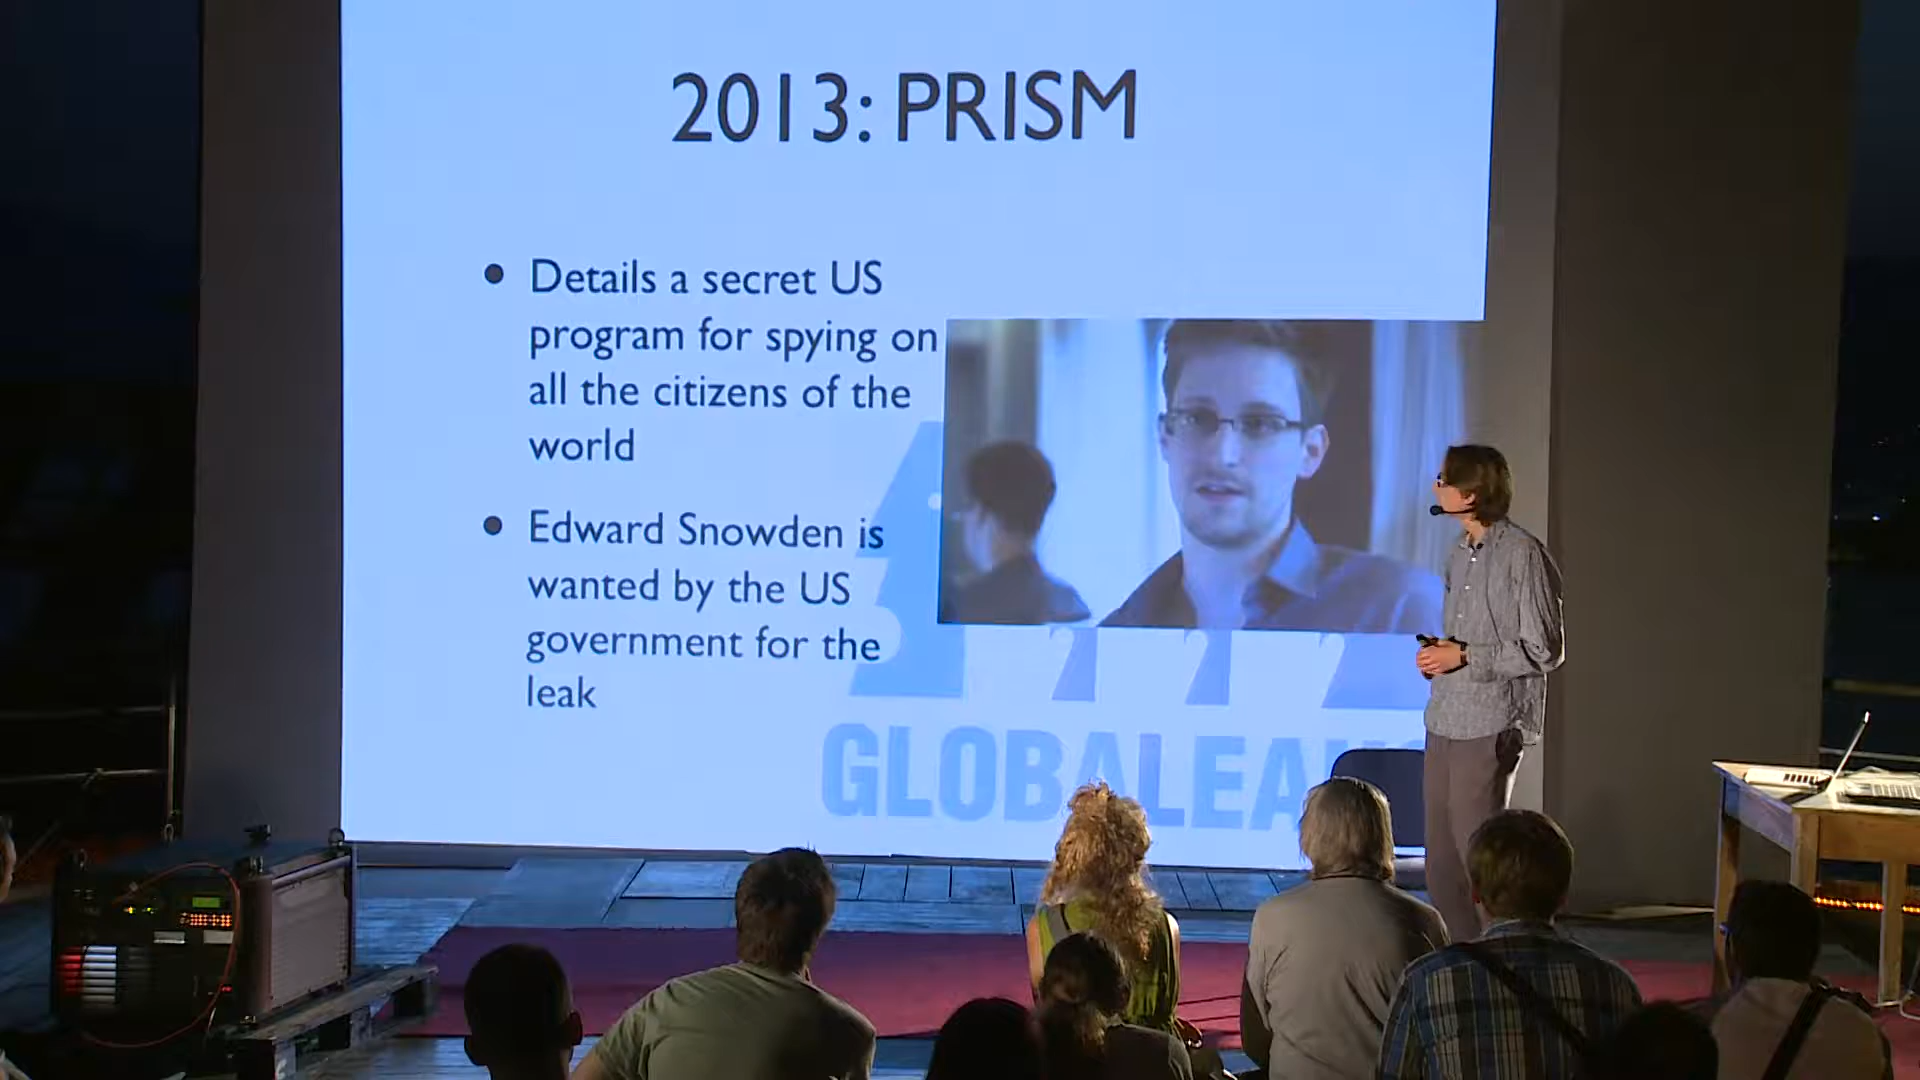 2013: PRISM
• Details a secret US
program for spying on
all the citizens of the
world
• Edward Snowden is
wanted by the US
government for the
leak
GLOBALEAKS